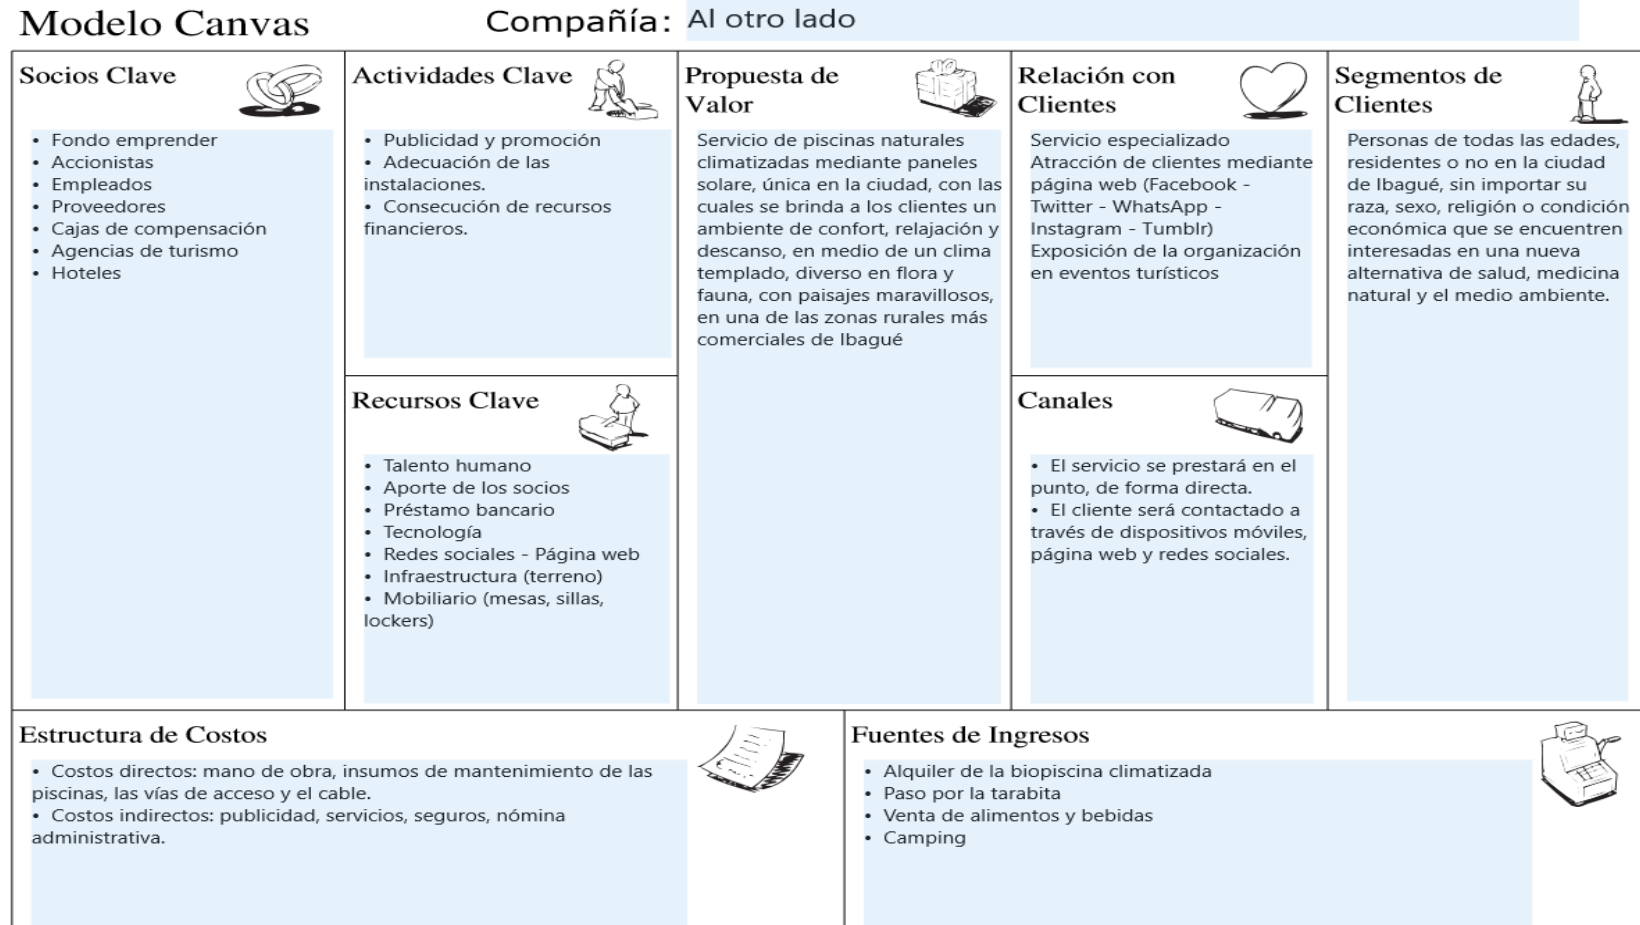 Modelo Canvas
Compañía: Al otro lado
Socios Clave
• Fondo emprender
• Accionistas
• Empleados
• Proveedores
• Cajas de compensación
• Agencias de turismo
• Hoteles
Actividades Clave
• Publicidad y promoción
• Adecuación de las
instalaciones.
• Consecución de recursos
financieros.
Recursos Clave
• Talento humano
• Aporte de los socios
• Préstamo bancario
• Tecnología
• Redes sociales - Página web
• Infraestructura (terreno)
• Mobiliario (mesas, sillas,
lockers)
Propuesta de
Valor
Servicio de piscinas naturales
climatizadas mediante paneles
solare, única en la ciudad, con las
cuales se brinda a los clientes un
ambiente de confort, relajación y
descanso, en medio de un clima
templado, diverso en flora y
fauna, con paisajes maravillosos,
en una de las zonas rurales más
comerciales de Ibagué
Relación con
Clientes
Servicio especializado
Atracción de clientes mediante
página web (Facebook -
Twitter - WhatsApp -
Instagram - Tumblr)
Exposición de la organización
en eventos turísticos
Canales
• El servicio se prestará en el
punto, de forma directa.
• El cliente será contactado a
través de dispositivos móviles,
página web y redes sociales.
Segmentos de
Clientes
Personas de todas las edades,
residentes o no en la ciudad
de Ibagué, sin importar su
raza, sexo, religión o condición
económica que se encuentren
interesadas en una nueva
alternativa de salud, medicina
natural y el medio ambiente.
Estructura de Costos
• Costos directos: mano de obra, insumos de mantenimiento de las
piscinas, las vías de acceso y el cable.
• Costos indirectos: publicidad, servicios, seguros, nómina
administrativa.
Fuentes de Ingresos
• Alquiler de la biopiscina climatizada
• Paso por la tarabita
• Venta de alimentos y bebidas
• Camping